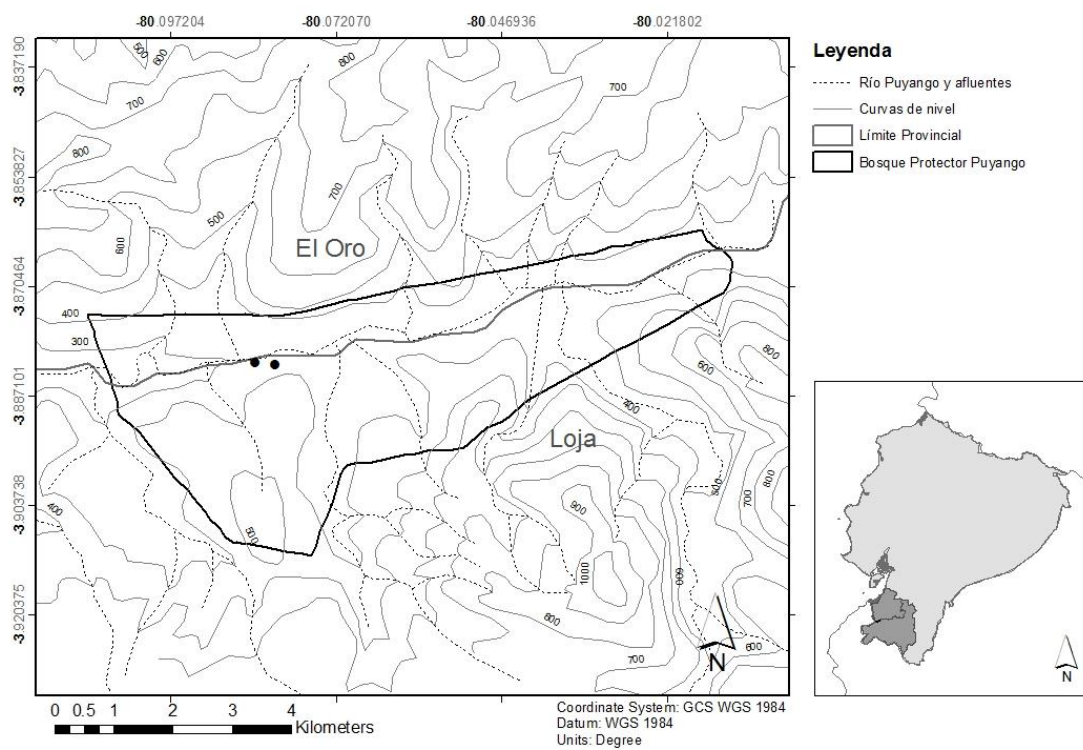 -80.097204 -80.072070 -80.046936 -80.021802
-3.837190
-3.853827
-3.870464
-3.887101
-3.903738
-3.920375
500
600
800
700
700
800
500
700
600
El Oro
400
300
800
600
400
Loja
500
700
800
900
400
500
1000
600
800
700
600
N
0 0.5 1 2 3 4
Kilometers
Coordinate System: GCS WGS 1984
Datum: WGS 1984
Units: Degree
Leyenda
Río Puyango y afluentes
Curvas de nivel
Límite Provincial
Bosque Protector Puyango
N